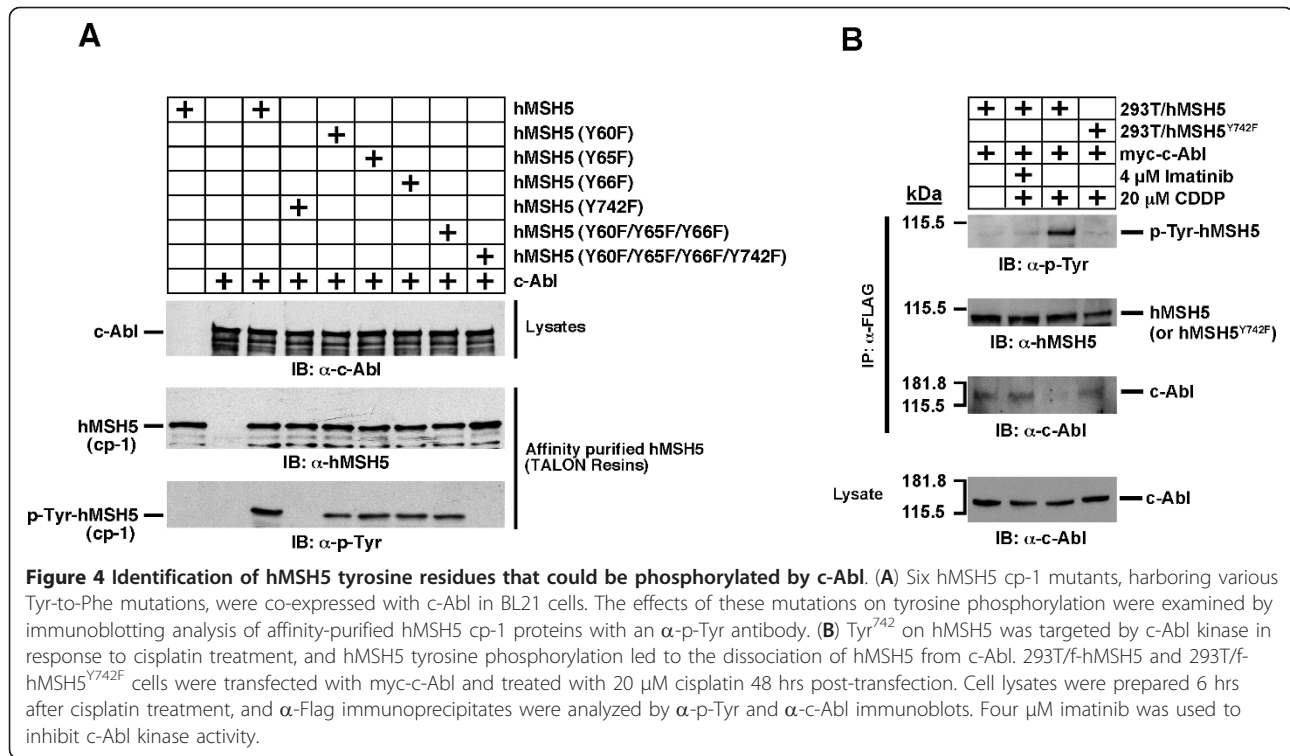 A
hMSH5
hMSH5 (Y60F)
hMSH5 (Y65F)
hMSH5 (Y66F)
hMSH5 (Y742F)
hMSH5 (Y60F/Y65F/Y66F)
hMSH5 (Y60F/Y65F/Y66F/Y742F)
c-Abl
+ +
+
+
+
+
+
+
+ + + + + + + +
c-Abl
Lysates
IB: α-c-Abl
hMSH5
(cp-1)
IB: α-hMSH5
Affinity purified hMSH5
(TALON Resins)
p-Tyr-hMSH5
(cp-1)
IB: α-p-Tyr
B
+ + + 293T/hMSH5
+ 293T/hMSH5Y742F
+ + + + myc-c-Abl
+ 4 μM Imatinib
+ + + 20 μM CDDP
kDa
115.5
p-Tyr-hMSH5
IB: α-p-Tyr
IP: α-FLAG
115.5
hMSH5
(or hMSH5Y742F)
IB: α-hMSH5
181.8
115.5
c-Abl
IB: α-c-Abl
Lysate
181.8
115.5
c-Abl
IB: α-c-Abl
Figure 4 Identification of hMSH5 tyrosine residues that could be phosphorylated by c-Abl. (A) Six hMSH5 cp-1 mutants, harboring various
Tyr-to-Phe mutations, were co-expressed with c-Abl in BL21 cells. The effects of these mutations on tyrosine phosphorylation were examined by
immunoblotting analysis of affinity-purified hMSH5 cp-1 proteins with an α-p-Tyr antibody. (B) Tyr742 on hMSH5 was targeted by c-Abl kinase in
response to cisplatin treatment, and hMSH5 tyrosine phosphorylation led to the dissociation of hMSH5 from c-Abl. 293T/f-hMSH5 and 293T/f-
hMSH5Y742F cells were transfected with myc-c-Abl and treated with 20 μM cisplatin 48 hrs post-transfection. Cell lysates were prepared 6 hrs
after cisplatin treatment, and α-Flag immunoprecipitates were analyzed by α-p-Tyr and α-c-Abl immunoblots. Four μM imatinib was used to
inhibit c-Abl kinase activity.